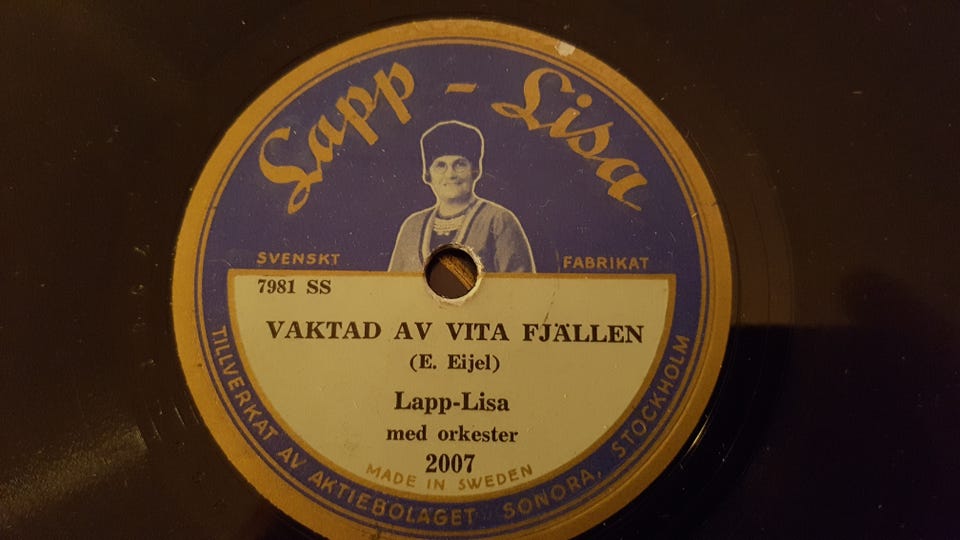 Lapp - Lisa
SVENSKT FABRIKAT
7981 SS
VAKTAD AV VITA FJÄLLEN
(E. Eijel)
Lapp-Lisa
med orkester
2007
MADE IN SWEDEN
TILLVERKAT AV AKTIEBOLAGET SONORA, STOCKHOLM